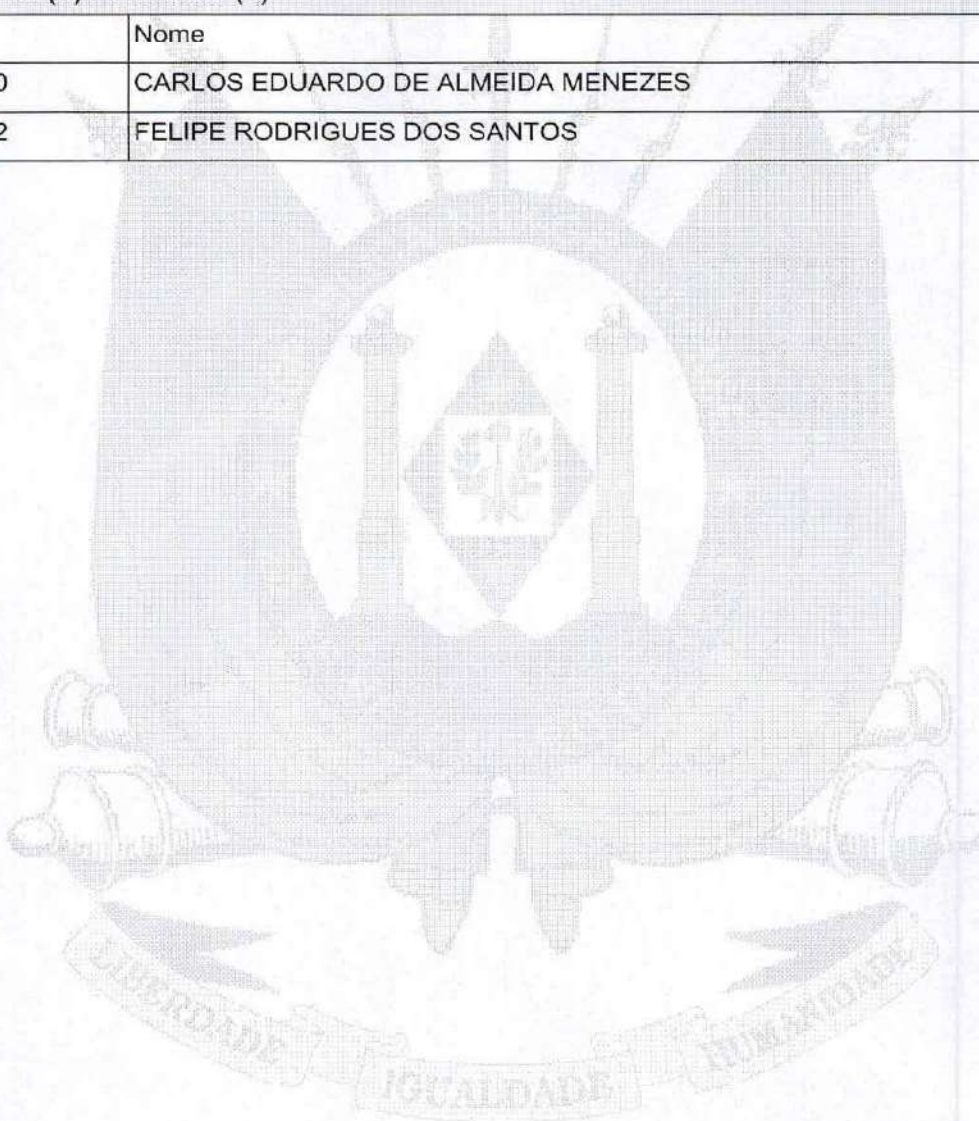 Nome
0 CARLOS EDUARDO DE ALMEIDA MENEZES
2 FELIPE RODRIGUES DOS SANTOS
LIBERDADE IGUALDADE HUMANIDADE